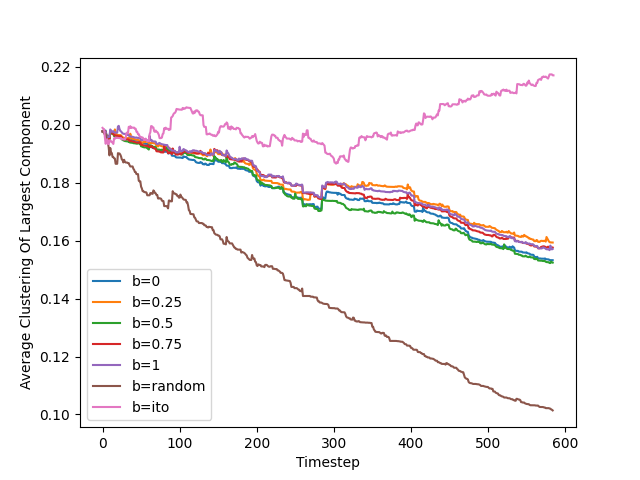 Average Clustering Of Largest Component
0.22
0.20
0.18
0.16
0.14
0.12
0.10
b=0
b=0.25
b=0.5
b=0.75
b=1
b=random
b=ito
0 100 200 300 400 500 600
Timestep